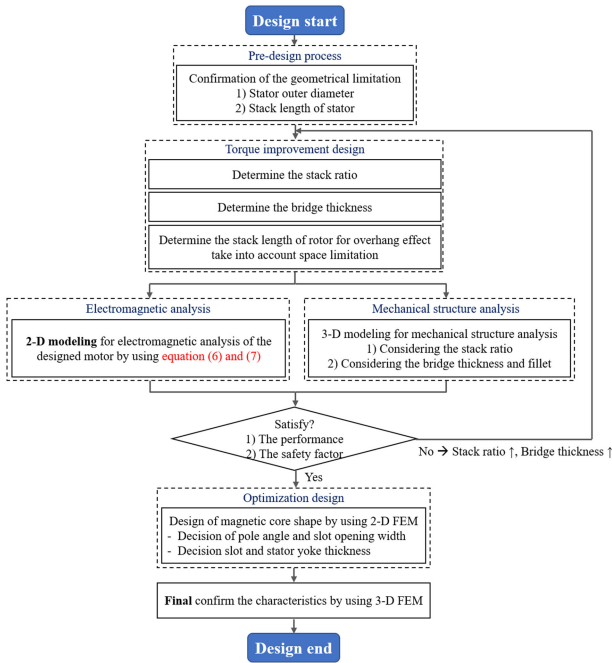 Design start
Pre-design process
Confirmation of the geometrical limitation
1) Stator outer diameter
2) Stack length of stator
Torque improvement design
Determine the stack ratio
Determine the bridge thickness
Determine the stack length of rotor for overhang effect
take into account space limitation
Electromagnetic analysis
2-D modeling for electromagnetic analysis of the
designed motor by using equation (6) and (7)
Mechanical structure analysis
3-D modeling for mechanical structure analysis
1) Considering the stack ratio
2) Considering the bridge thickness and fillet
Satisfy?
1) The performance
2) The safety factor
No → Stack ratio ↑, Bridge thickness ↑
Yes
Optimization design
Design of magnetic core shape by using 2-D FEM
- Decision of pole angle and slot opening width
- Decision slot and stator yoke thickness
Final confirm the characteristics by using 3-D FEM
Design end